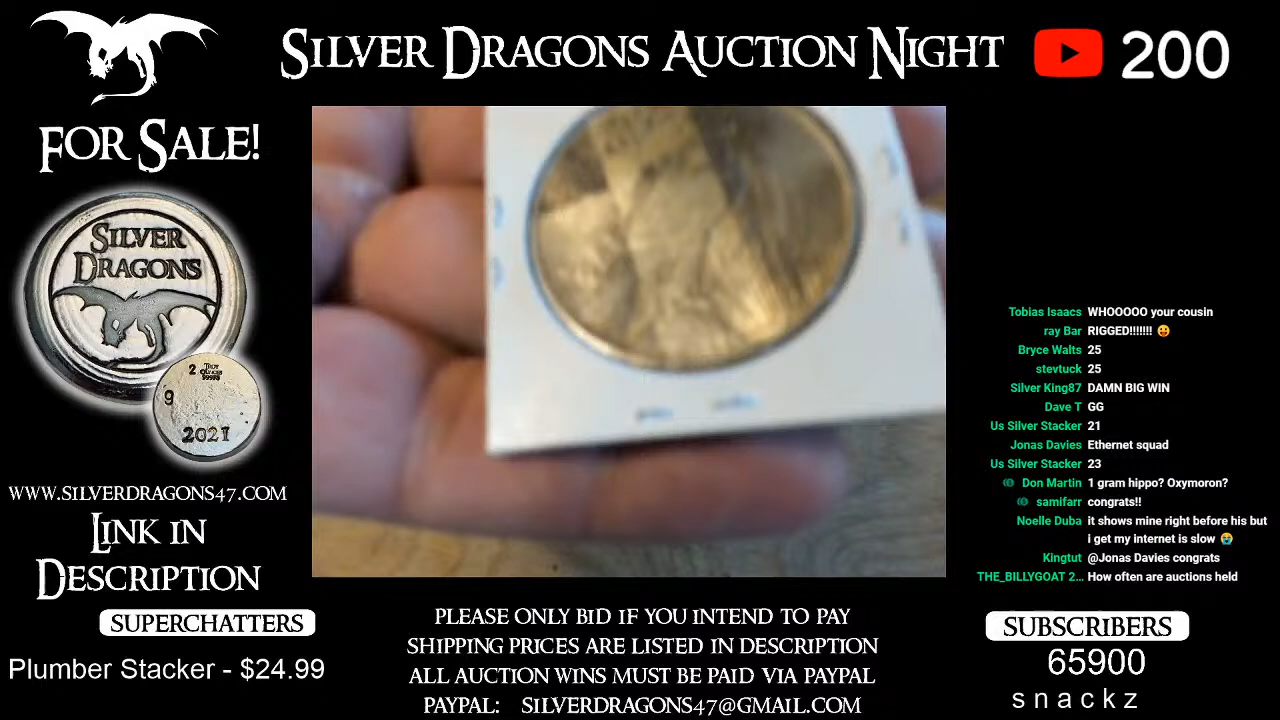 SILVER DRAGONS AUCTION NIGHT
200
FOR SALE!
SILVER
DRAGONS
2 TROY
OUNCES
9
2021
WWW.SILVERDRAGONS47.COM
LINK IN
DESCRIPTION
SUPERCHATTERS
Plumber Stacker - $24.99
Tobias Isaacs WHOOOOO your cousin
ray Bar RIGGED!!!!!!! 😛
Bryce Walts 25
stevtuck 25
Silver King87 DAMN BIG WIN
Dave T GG
Us Silver Stacker 21
Jonas Davies Ethernet squad
Us Silver Stacker 23
Don Martin 1 gram hippo? Oxymoron?
samifarr congrats!!
Noelle Duba it shows mine right before his but
i get my internet is slow 😭
Kingtut @Jonas Davies congrats
THE_BILLYGOAT 2... How often are auctions held
PLEASE ONLY BID IF YOU INTEND TO PAY
SHIPPING PRICES ARE LISTED IN DESCRIPTION
ALL AUCTION WINS MUST BE PAID VIA PAYPAL
PAYPAL: SILVERDRAGONS47@GMAIL.COM
SUBSCRIBERS
65900
snackz